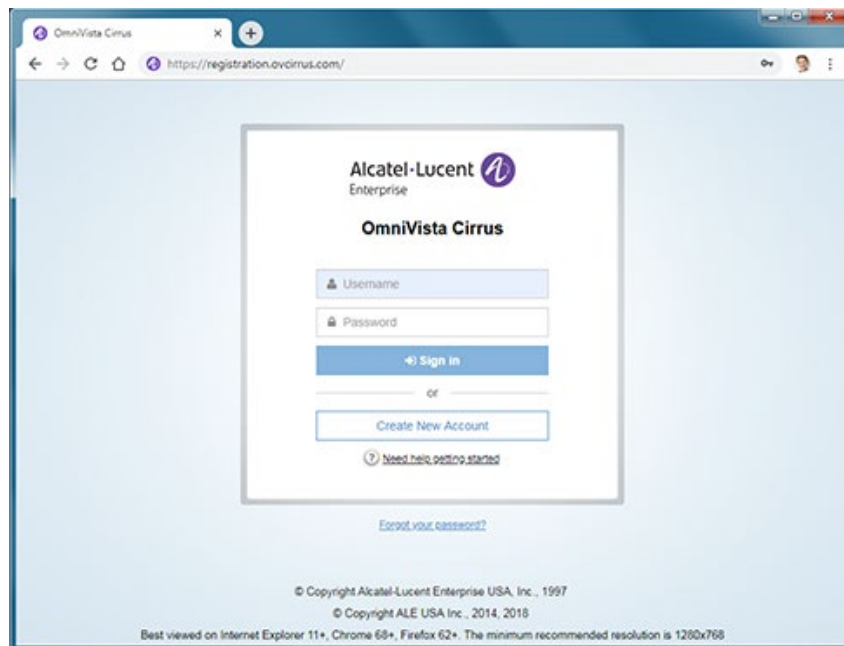 OmniVista Cirrus
https://registration.ovcirrus.com/
Alcatel·Lucent
Enterprise
OmniVista Cirrus
Username
Password
Sign in
or
Create New Account
? Need help getting started
Forgot your password?
© Copyright Alcatel-Lucent Enterprise USA, Inc., 1997
© Copyright ALE USA Inc., 2014, 2018
Best viewed on Internet Explorer 11+, Chrome 68+, Firefox 62+. The minimum recommended resolution is 1280x768